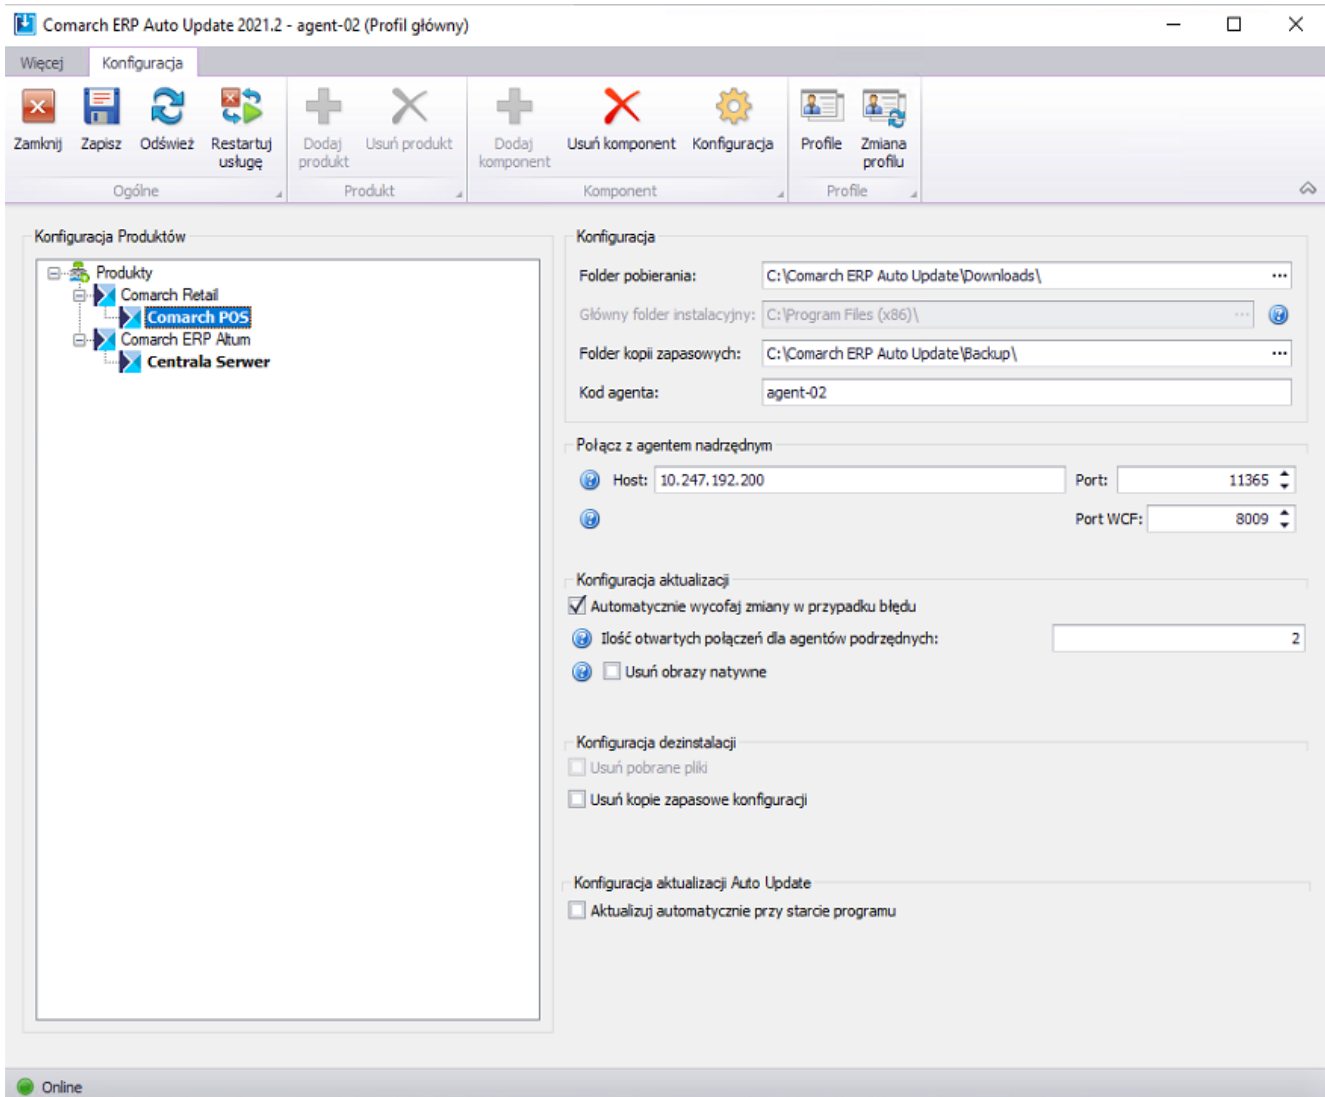 Comarch ERP Auto Update 2021.2 - agent-02 (Profil główny)
Więcej Konfiguracja
Zamknij Zapisz Odśwież Restartuj usługę Dodaj produkt Usuń produkt Dodaj komponent Usuń komponent Konfiguracja Profile Zmiana profilu
Ogólne Produkt Komponent Profile
Konfiguracja Produktów
Produkty
Comarch Retail
Comarch POS
Comarch ERP Altum
Centrala Serwer
Konfiguracja
Folder pobierania: C:\Comarch ERP Auto Update\Downloads\ ...
Główny folder instalacyjny: C:\Program Files (x86)\ ...
Folder kopii zapasowych: C:\Comarch ERP Auto Update\Backup\ ...
Kod agenta: agent-02
Połącz z agentem nadrzędnym
Host: 10.247.192.200 Port: 11365
Port WCF: 8009
Konfiguracja aktualizacji
Automatycznie wycofaj zmiany w przypadku błędu
Ilość otwartych połączeń dla agentów podrzędnych: 2
Usuń obrazy natywne
Konfiguracja dezinstalacji
Usuń pobrane pliki
Usuń kopie zapasowe konfiguracji
Konfiguracja aktualizacji Auto Update
Aktualizuj automatycznie przy starcie programu
Online